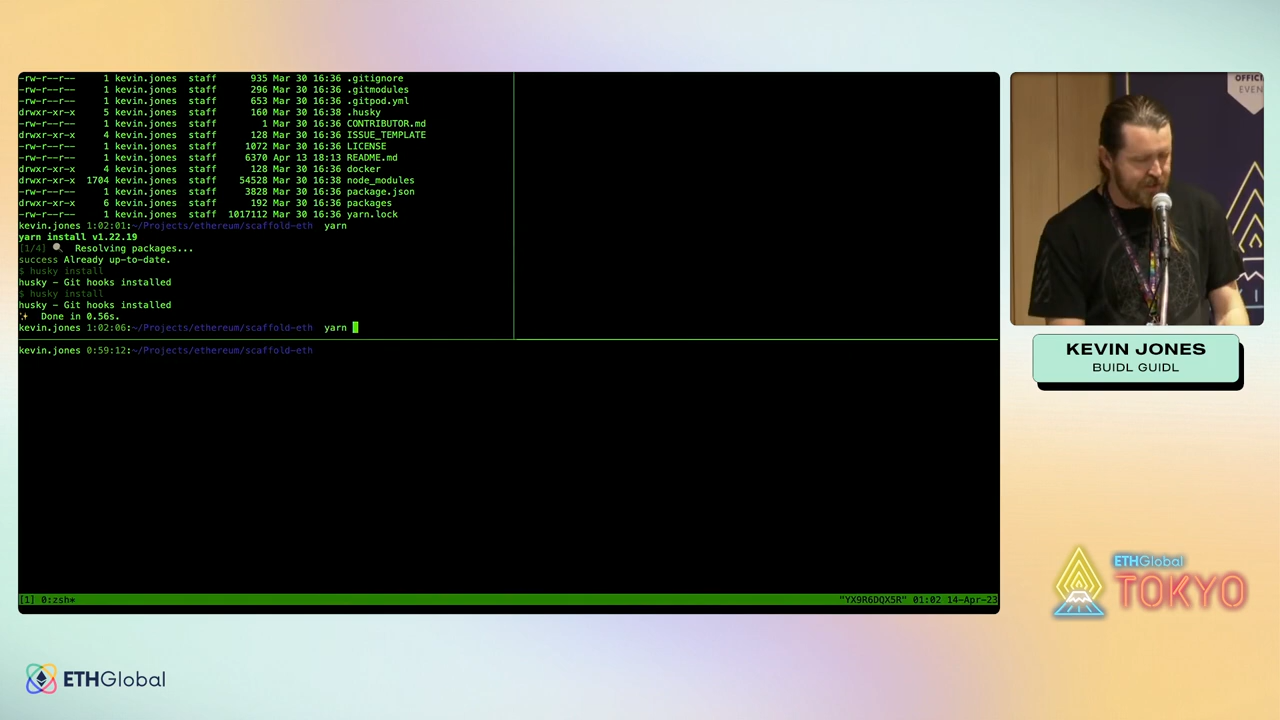 -rw-r--r-- 1 kevin.jones staff 935 Mar 30 16:36 .gitignore
-rw-r--r-- 1 kevin.jones staff 296 Mar 30 16:36 .gitmodules
-rw-r--r-- 1 kevin.jones staff 653 Mar 30 16:36 .gitpod.yml
drwxr-xr-x 5 kevin.jones staff 160 Mar 30 16:38 .husky
-rw-r--r-- 1 kevin.jones staff 1 Mar 30 16:36 CONTRIBUTOR.md
drwxr-xr-x 4 kevin.jones staff 128 Mar 30 16:36 ISSUE_TEMPLATE
-rw-r--r-- 1 kevin.jones staff 1072 Mar 30 16:36 LICENSE
-rw-r--r-- 1 kevin.jones staff 6370 Apr 13 18:13 README.md
drwxr-xr-x 4 kevin.jones staff 128 Mar 30 16:36 docker
drwxr-xr-x 1704 kevin.jones staff 54528 Mar 30 16:38 node_modules
-rw-r--r-- 1 kevin.jones staff 3828 Mar 30 16:36 package.json
drwxr-xr-x 6 kevin.jones staff 192 Mar 30 16:36 packages
-rw-r--r-- 1 kevin.jones staff 1017112 Mar 30 16:36 yarn.lock
kevin.jones 1:02:01:~/Projects/ethereum/scaffold-eth yarn
yarn install v1.22.19
[1/4] 🔍 Resolving packages...
success Already up-to-date.
$ husky install
husky - Git hooks installed
$ husky install
husky - Git hooks installed
✨ Done in 0.56s.
kevin.jones 1:02:06:~/Projects/ethereum/scaffold-eth yarn
kevin.jones 0:59:12:~/Projects/ethereum/scaffold-eth
[1] 0:zsh* "YX9R6DQX5R" 01:02 14-Apr-23
OFFIC
EVEN
KEVIN JONES
BUIDL GUIDL
ETHGlobal
TOKYO
ETHGlobal